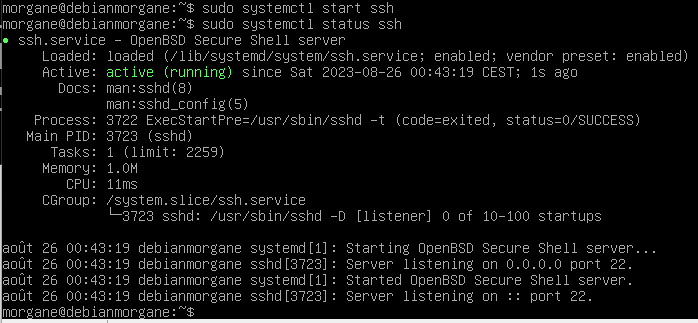 morgane@debianmorgane:~$ sudo systemctl start ssh
morgane@debianmorgane:~$ sudo systemctl status ssh
● ssh.service – OpenBSD Secure Shell server
Loaded: loaded (/lib/systemd/system/ssh.service; enabled; vendor preset: enabled)
Active: active (running) since Sat 2023-08-26 00:43:19 CEST; 1s ago
Docs: man:sshd(8)
man:sshd_config(5)
Process: 3722 ExecStartPre=/usr/sbin/sshd -t (code=exited, status=0/SUCCESS)
Main PID: 3723 (sshd)
Tasks: 1 (limit: 2259)
Memory: 1.0M
CPU: 11ms
CGroup: /system.slice/ssh.service
└─3723 sshd: /usr/sbin/sshd -D [listener] 0 of 10-100 startups
août 26 00:43:19 debianmorgane systemd[1]: Starting OpenBSD Secure Shell server...
août 26 00:43:19 debianmorgane sshd[3723]: Server listening on 0.0.0.0 port 22.
août 26 00:43:19 debianmorgane systemd[1]: Started OpenBSD Secure Shell server.
août 26 00:43:19 debianmorgane sshd[3723]: Server listening on :: port 22.
morgane@debianmorgane:~$